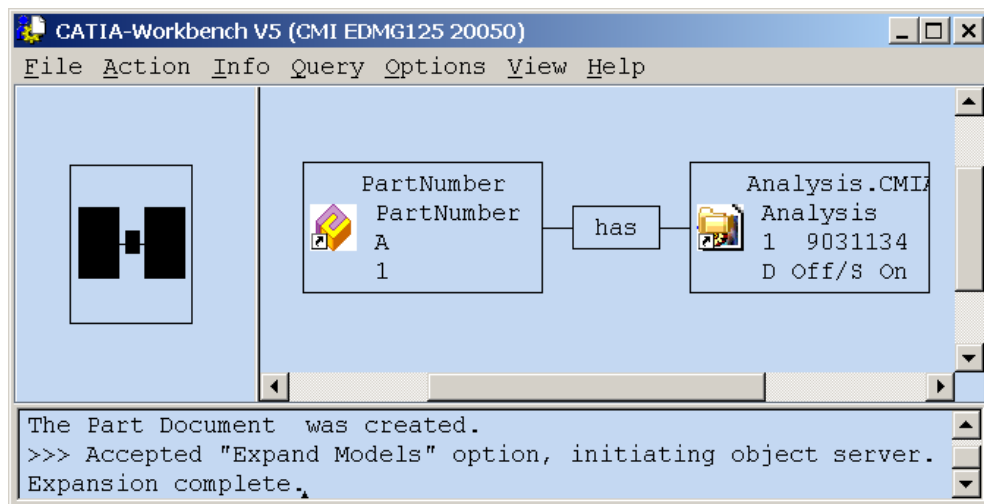 CATIA-Workbench V5 (CMI EDMG125 20050)
File Action Info Query Options View Help
PartNumber
PartNumber
A
1
has
Analysis.CMIA
Analysis
1 9031134
D Off/S On
The Part Document was created.
>>> Accepted "Expand Models" option, initiating object server.
Expansion complete.